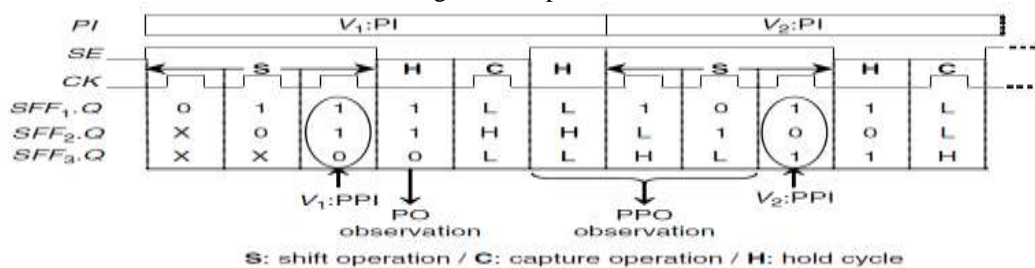 PI V₁:PI V₂:PI
SE
S H C H S H C
CK
SFF₁.Q 0 1 1 1 L L 1 0 1 1 L
SFF₂.Q X 0 1 1 H H L 1 0 0 L
SFF₃.Q X X 0 0 L L H L 1 1 H
V₁:PPI PO observation PPO observation V₂:PPI
S: shift operation / C: capture operation / H: hold cycle